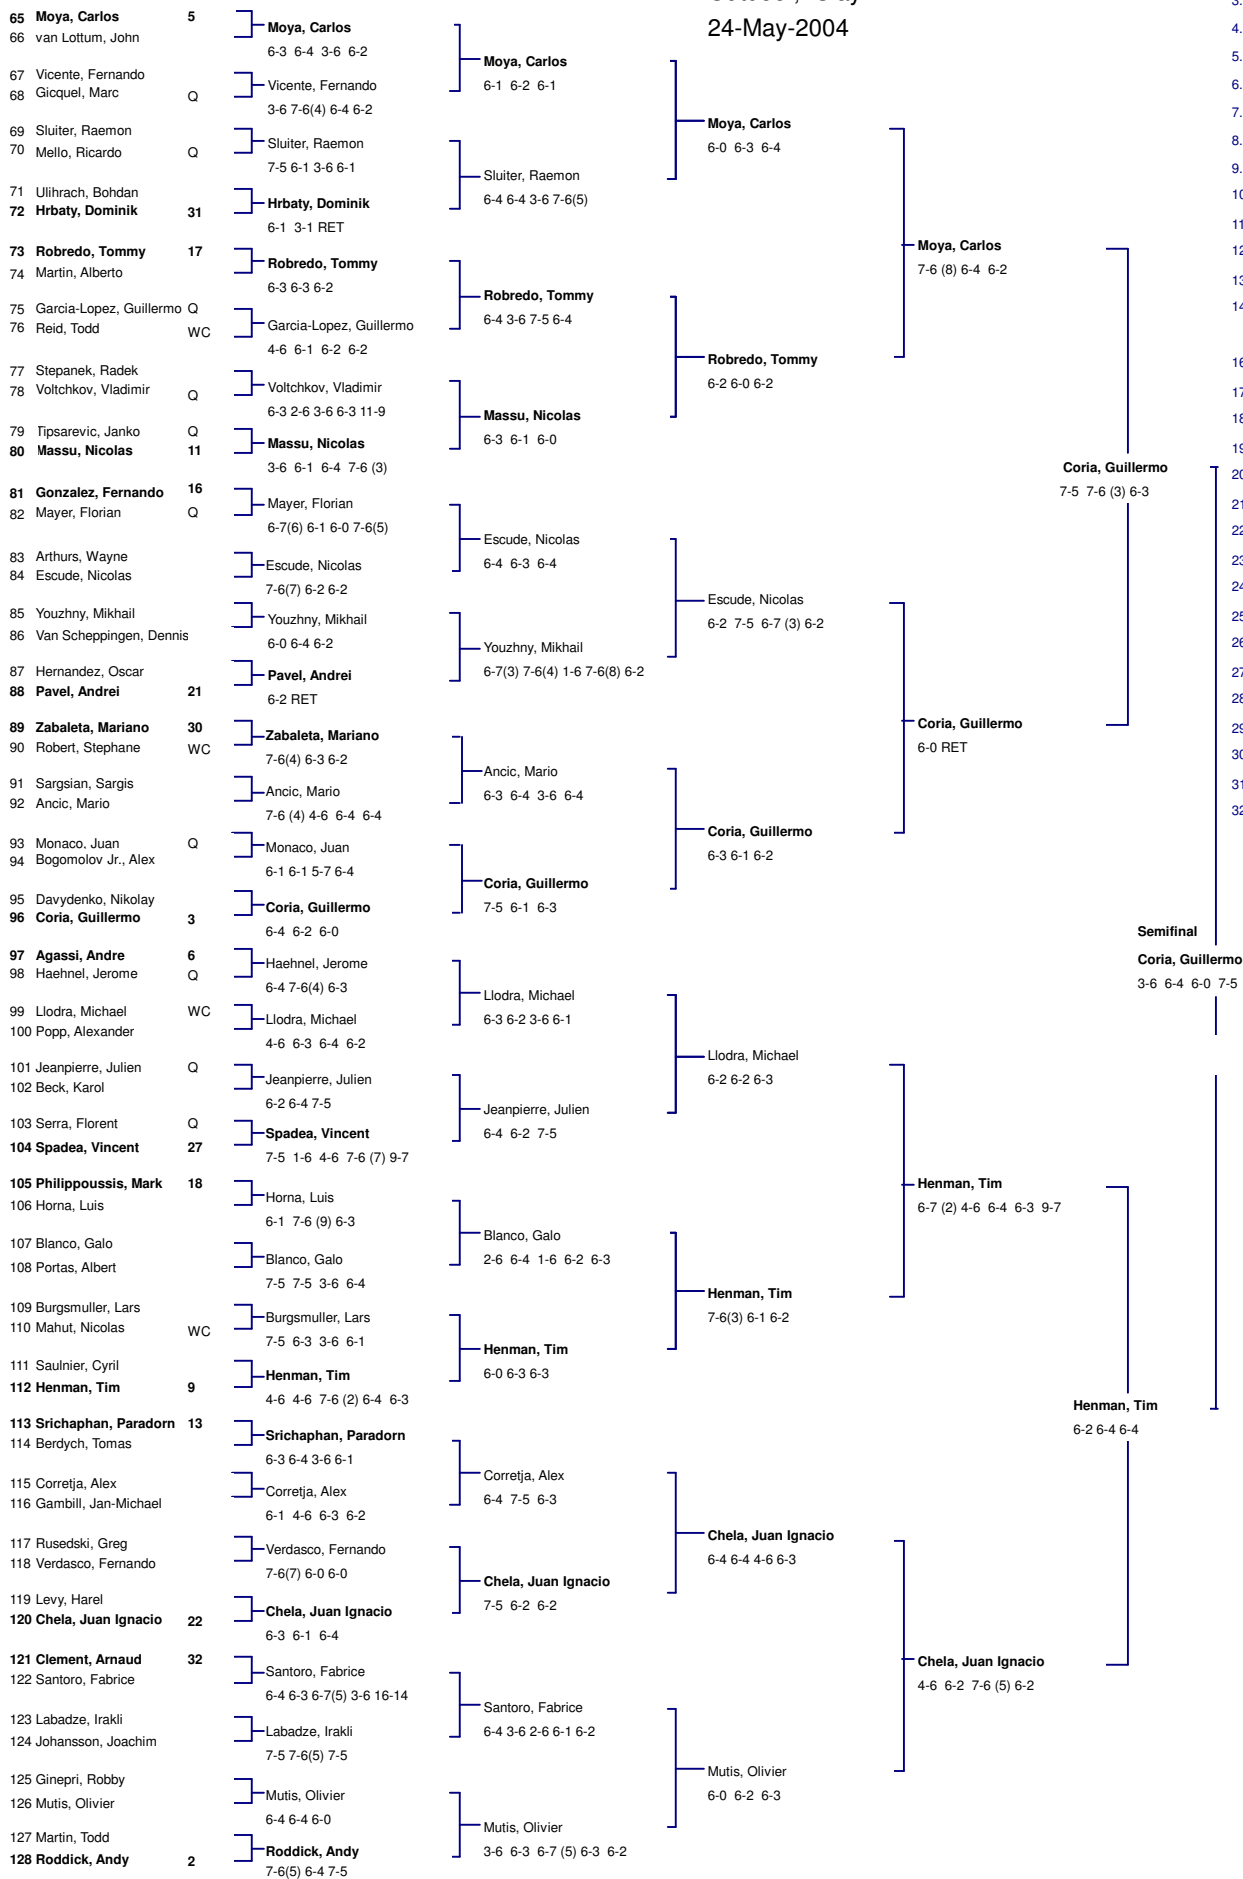 24-May-2004
65 Moya, Carlos 5
66 van Lottum, John
67 Vicente, Fernando
68 Gicquel, Marc Q
69 Sluiter, Raemon
70 Mello, Ricardo Q
71 Ulihrach, Bohdan
72 Hrbaty, Dominik 31
73 Robredo, Tommy 17
74 Martin, Alberto
75 Garcia-Lopez, Guillermo Q
76 Reid, Todd WC
77 Stepanek, Radek
78 Voltchkov, Vladimir Q
79 Tipsarevic, Janko Q
80 Massu, Nicolas 11
81 Gonzalez, Fernando 16
82 Mayer, Florian Q
83 Arthurs, Wayne
84 Escude, Nicolas
85 Youzhny, Mikhail
86 Van Scheppingen, Dennis
87 Hernandez, Oscar
88 Pavel, Andrei 21
89 Zabaleta, Mariano 30
90 Robert, Stephane WC
91 Sargsian, Sargis
92 Ancic, Mario
93 Monaco, Juan Q
94 Bogomolov Jr., Alex
95 Davydenko, Nikolay
96 Coria, Guillermo 3
97 Agassi, Andre 6
98 Haehnel, Jerome Q
99 Llodra, Michael WC
100 Popp, Alexander
101 Jeanpierre, Julien Q
102 Beck, Karol
103 Serra, Florent Q
104 Spadea, Vincent 27
105 Philippoussis, Mark 18
106 Horna, Luis
107 Blanco, Galo
108 Portas, Albert
109 Burgsmuller, Lars
110 Mahut, Nicolas WC
111 Saulnier, Cyril
112 Henman, Tim 9
113 Srichaphan, Paradorn 13
114 Berdych, Tomas
115 Corretja, Alex
116 Gambill, Jan-Michael
117 Rusedski, Greg
118 Verdasco, Fernando
119 Levy, Harel
120 Chela, Juan Ignacio 22
121 Clement, Arnaud 32
122 Santoro, Fabrice
123 Labadze, Irakli
124 Johansson, Joachim
125 Ginepri, Robby
126 Mutis, Olivier
127 Martin, Todd
128 Roddick, Andy 2
Moya, Carlos
6-3 6-4 3-6 6-2
Vicente, Fernando
3-6 7-6(4) 6-4 6-2
Sluiter, Raemon
7-5 6-1 3-6 6-1
Hrbaty, Dominik
6-1 3-1 RET
Robredo, Tommy
6-3 6-3 6-2
Garcia-Lopez, Guillermo
4-6 6-1 6-2 6-2
Voltchkov, Vladimir
6-3 2-6 3-6 6-3 11-9
Massu, Nicolas
3-6 6-1 6-4 7-6 (3)
Mayer, Florian
6-7(6) 6-1 6-0 7-6(5)
Escude, Nicolas
7-6(7) 6-2 6-2
Youzhny, Mikhail
6-0 6-4 6-2
Pavel, Andrei
6-2 RET
Zabaleta, Mariano
7-6(4) 6-3 6-2
Ancic, Mario
7-6 (4) 4-6 6-4 6-4
Monaco, Juan
6-1 6-1 5-7 6-4
Coria, Guillermo
6-4 6-2 6-0
Haehnel, Jerome
6-4 7-6(4) 6-3
Llodra, Michael
4-6 6-3 6-4 6-2
Jeanpierre, Julien
6-2 6-4 7-5
Spadea, Vincent
7-5 1-6 4-6 7-6 (7) 9-7
Horna, Luis
6-1 7-6 (9) 6-3
Blanco, Galo
7-5 7-5 3-6 6-4
Burgsmuller, Lars
7-5 6-3 3-6 6-1
Henman, Tim
4-6 4-6 7-6 (2) 6-4 6-3
Srichaphan, Paradorn
6-3 6-4 3-6 6-1
Corretja, Alex
6-1 4-6 6-3 6-2
Verdasco, Fernando
7-6(7) 6-0 6-0
Chela, Juan Ignacio
6-3 6-1 6-4
Santoro, Fabrice
6-4 6-3 6-7(5) 3-6 16-14
Labadze, Irakli
7-5 7-6(5) 7-5
Mutis, Olivier
6-4 6-4 6-0
Roddick, Andy
7-6(5) 6-4 7-5
Moya, Carlos
6-1 6-2 6-1
Sluiter, Raemon
6-4 6-4 3-6 7-6(5)
Robredo, Tommy
6-4 3-6 7-5 6-4
Massu, Nicolas
6-3 6-1 6-0
Escude, Nicolas
6-4 6-3 6-4
Youzhny, Mikhail
6-7(3) 7-6(4) 1-6 7-6(8) 6-2
Ancic, Mario
6-3 6-4 3-6 6-4
Coria, Guillermo
7-5 6-1 6-3
Llodra, Michael
6-3 6-2 3-6 6-1
Jeanpierre, Julien
6-4 6-2 7-5
Blanco, Galo
2-6 6-4 1-6 6-2 6-3
Henman, Tim
6-0 6-3 6-3
Corretja, Alex
6-4 7-5 6-3
Chela, Juan Ignacio
7-5 6-2 6-2
Santoro, Fabrice
6-4 3-6 2-6 6-1 6-2
Mutis, Olivier
3-6 6-3 6-7 (5) 6-3 6-2
Moya, Carlos
6-0 6-3 6-4
Robredo, Tommy
6-2 6-0 6-2
Escude, Nicolas
6-2 7-5 6-7 (3) 6-2
Coria, Guillermo
6-3 6-1 6-2
Llodra, Michael
6-2 6-2 6-3
Henman, Tim
7-6(3) 6-1 6-2
Chela, Juan Ignacio
6-4 6-4 4-6 6-3
Mutis, Olivier
6-0 6-2 6-3
Moya, Carlos
7-6 (8) 6-4 6-2
Coria, Guillermo
6-0 RET
Henman, Tim
6-7 (2) 4-6 6-4 6-3 9-7
Chela, Juan Ignacio
4-6 6-2 7-6 (5) 6-2
Coria, Guillermo
7-5 7-6 (3) 6-3
Henman, Tim
6-2 6-4 6-4
Semifinal
Coria, Guillermo
3-6 6-4 6-0 7-5
4.
5.
6.
7.
8.
9.
10
11
12
13
14
16
17
18
19
20
21
22
23
24
25
26
27
28
29
30
31
32